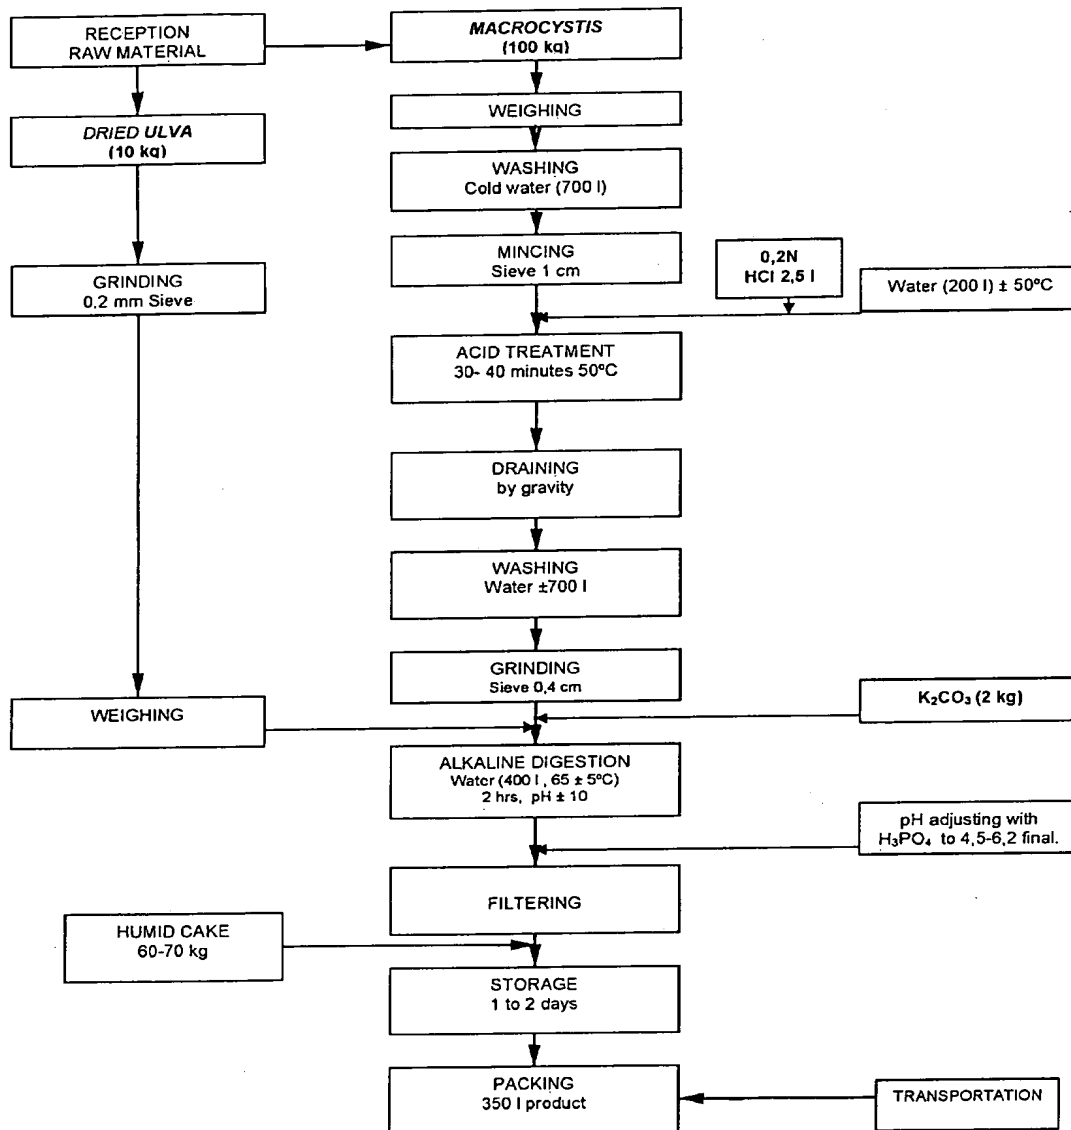 RECEPTION
RAW MATERIAL
MACROCYSTIS
(100 kg)
WEIGHING
DRIED ULVA
(10 kg)
WASHING
Cold water (700 l)
MINCING
Sieve 1 cm
0,2N
HCl 2,5 l
Water (200 l) ± 50ºC
GRINDING
0.2 mm Sieve
ACID TREATMENT
30- 40 minutes 50ºC
DRAINING
by gravity
WASHING
Water ±700 l
GRINDING
Sieve 0,4 cm
WEIGHING
K₂CO₃ (2 kg)
ALKALINE DIGESTION
Water (400 l , 65 ± 5ºC)
2 hrs, pH ± 10
pH adjusting with
H₃PO₄ to 4,5-6,2 final.
FILTERING
HUMID CAKE
60-70 kg
STORAGE
1 to 2 days
PACKING
350 l product
TRANSPORTATION